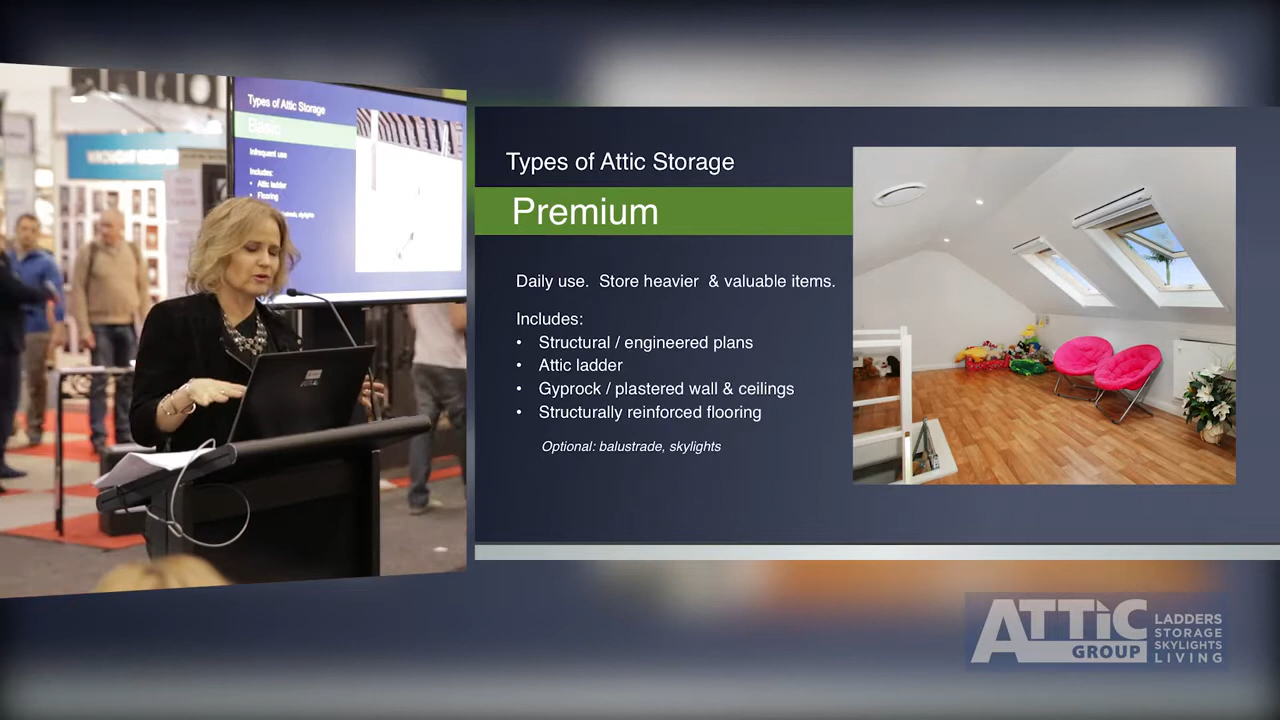 Types of Attic Storage
Basic
Infrequent use
Includes:
• Attic ladder
• Flooring
Types of Attic Storage
Premium
Daily use.  Store heavier  & valuable items.
Includes:
• Structural / engineered plans
• Attic ladder
• Gyprock / plastered wall & ceilings
• Structurally reinforced flooring
Optional: balustrade, skylights
ATTiC
GROUP
LADDERS
STORAGE
SKYLIGHTS
LIVING